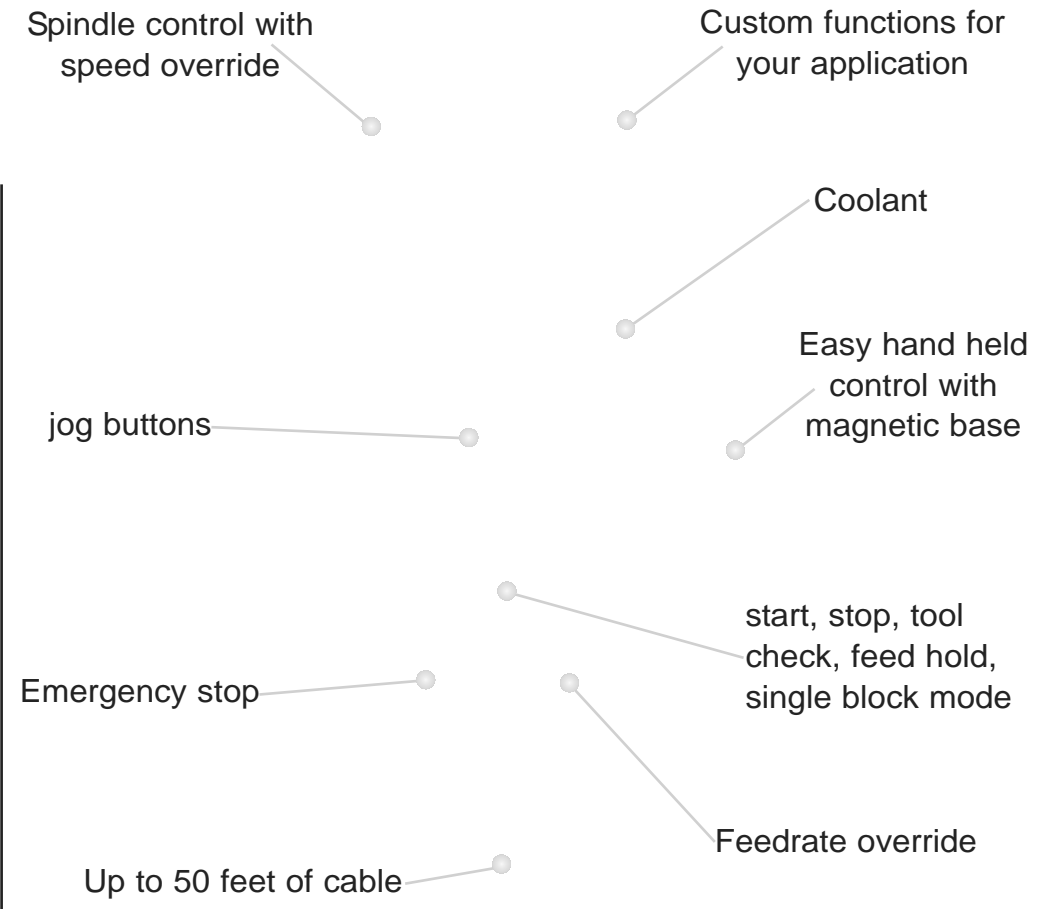 Spindle control with
speed override
Custom functions for
your application
Coolant
Easy hand held
control with
magnetic base
jog buttons
start, stop, tool
check, feed hold,
single block mode
Emergency stop
Feedrate override
Up to 50 feet of cable